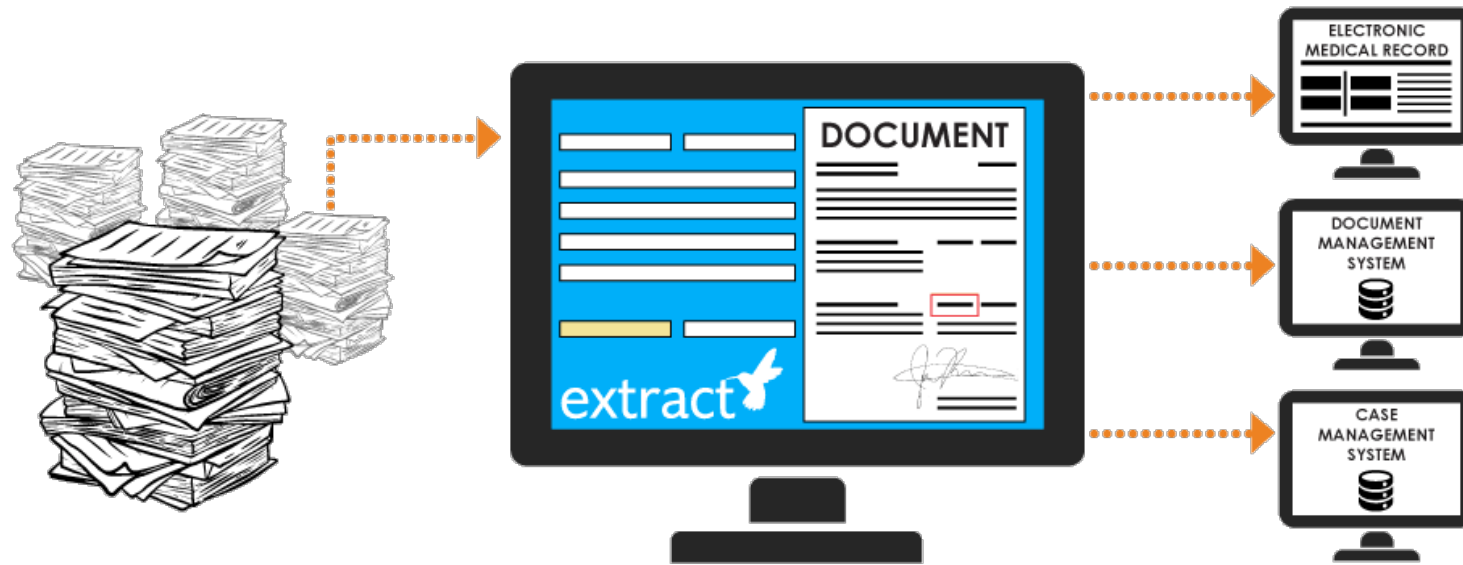 DOCUMENT
extract
ELECTRONIC
MEDICAL RECORD
DOCUMENT
MANAGEMENT
SYSTEM
CASE
MANAGEMENT
SYSTEM